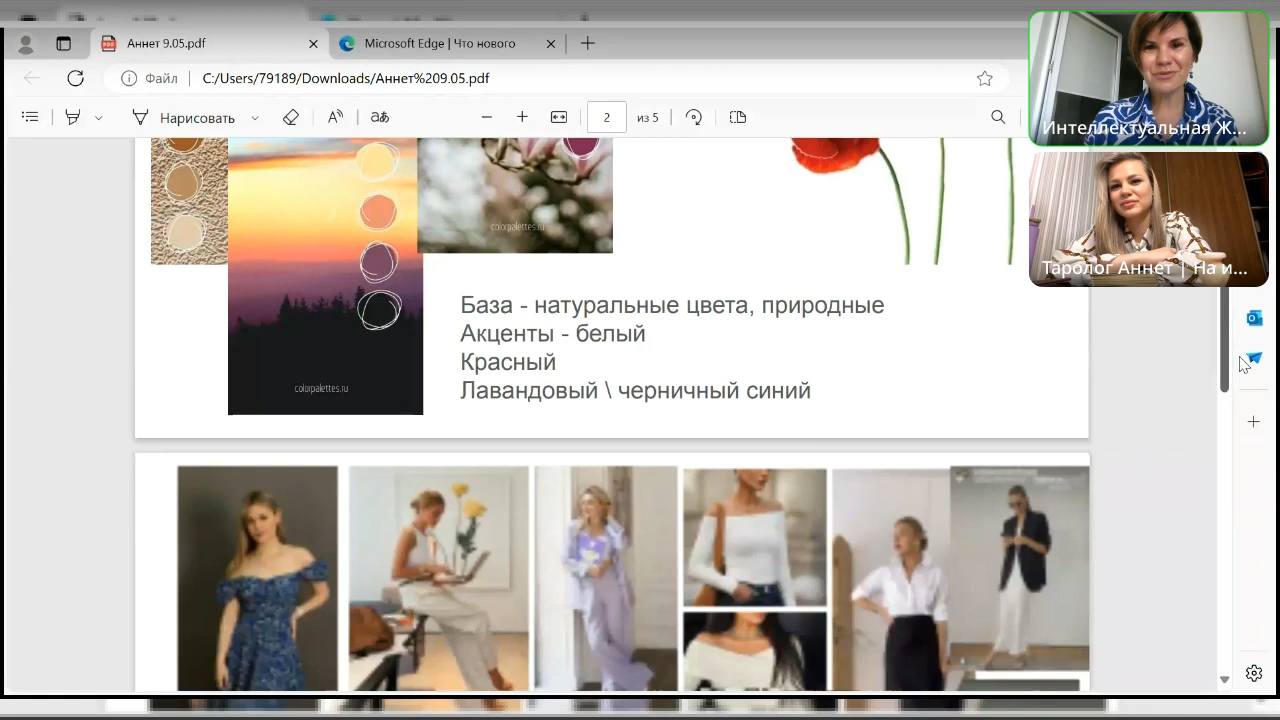 Аннет 9.05.pdf
Microsoft Edge | Что нового
Файл
C:/Users/79189/Downloads/Аннет%209.05.pdf
Нарисовать
2 из 5
Интеллектуальная Ж...
Таролог Аннет | На и...
colorpalettes.ru
База - натуральные цвета, природные
Акценты - белый
Красный
Лавандовый \ черничный синий
colorpalettes.ru